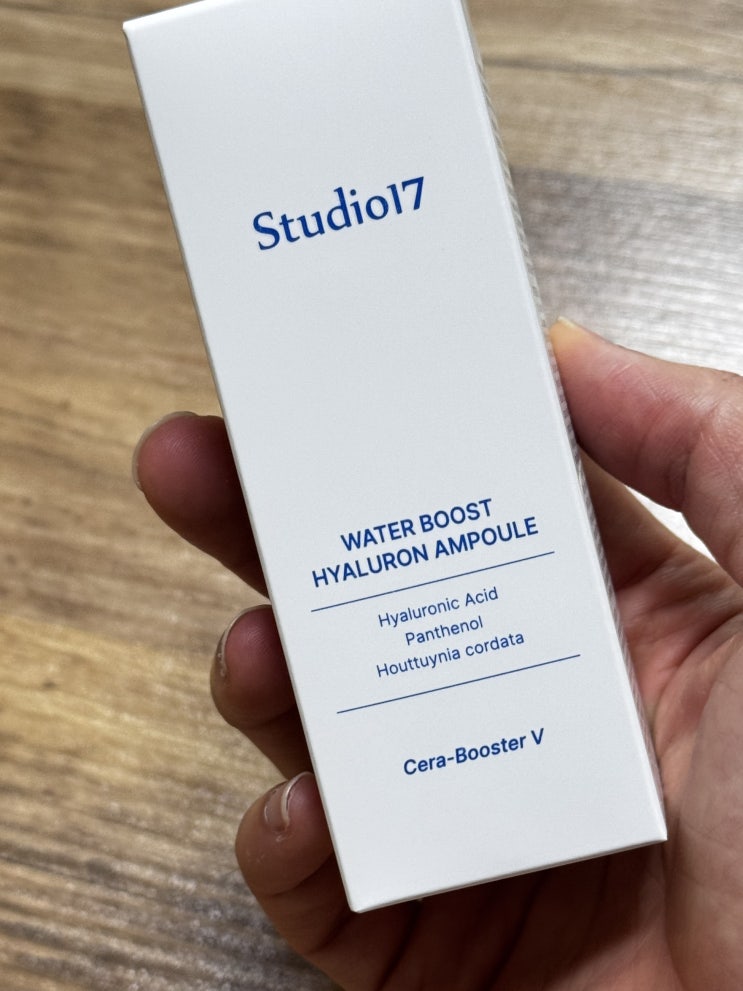 Studio17
WATER BOOST
HYALURON AMPOULE
Hyaluronic Acid
Panthenol
Houttuynia cordata
Cera-Booster V